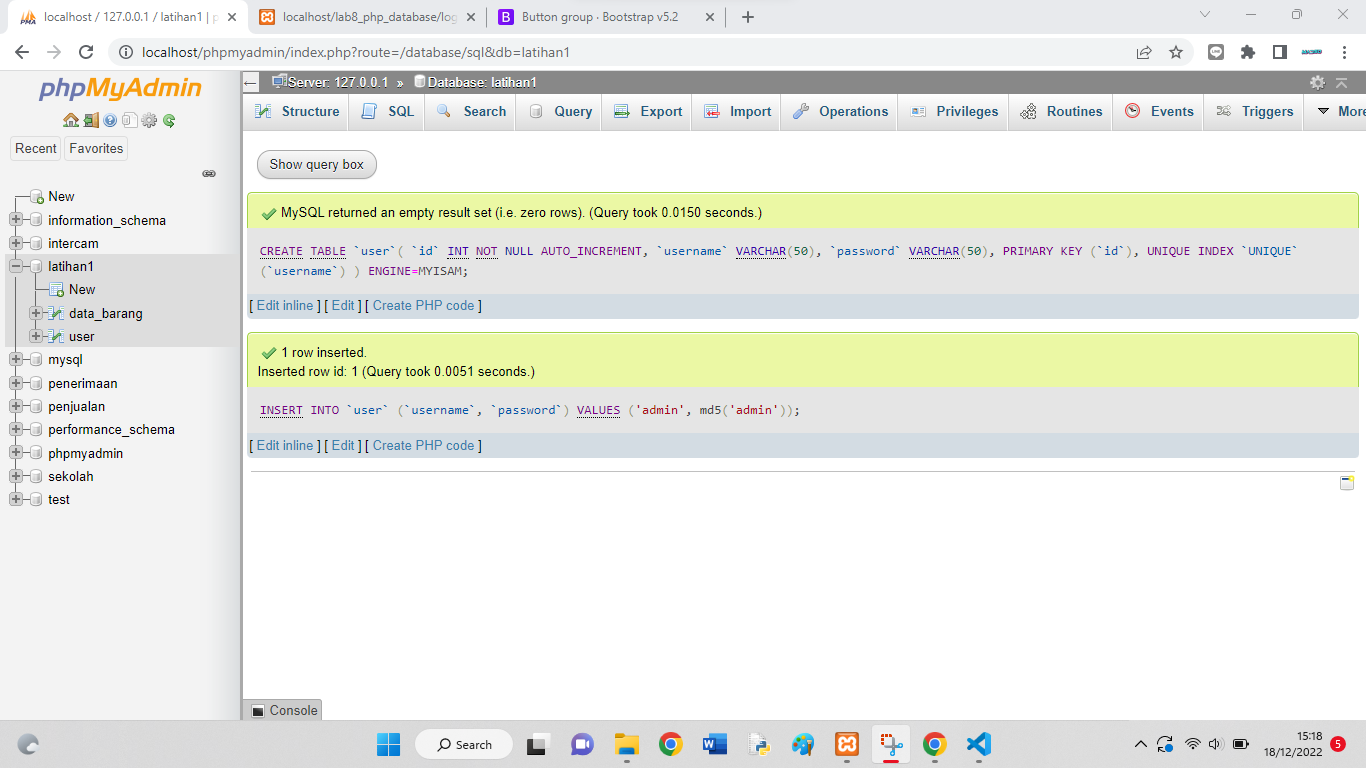 localhost / 127.0.0.1 / latihan1 | p
localhost/lab8_php_database/log
Button group · Bootstrap v5.2
localhost/phpmyadmin/index.php?route=/database/sql&db=latihan1
phpMyAdmin
Recent
Favorites
New
information_schema
intercam
latihan1
New
data_barang
user
mysql
penerimaan
penjualan
performance_schema
phpmyadmin
sekolah
test
Server: 127.0.0.1 » Database: latihan1
Structure SQL Search Query Export Import Operations Privileges Routines Events Triggers More
Show query box
MySQL returned an empty result set (i.e. zero rows). (Query took 0.0150 seconds.)
CREATE TABLE `user`( `id` INT NOT NULL AUTO_INCREMENT, `username` VARCHAR(50), `password` VARCHAR(50), PRIMARY KEY (`id`), UNIQUE INDEX `UNIQUE`
(`username`) ) ENGINE=MYISAM;
[ Edit inline ] [ Edit ] [ Create PHP code ]
1 row inserted.
Inserted row id: 1 (Query took 0.0051 seconds.)
INSERT INTO `user` (`username`, `password`) VALUES ('admin', md5('admin'));
[ Edit inline ] [ Edit ] [ Create PHP code ]
Console
Search
15:18
18/12/2022
5